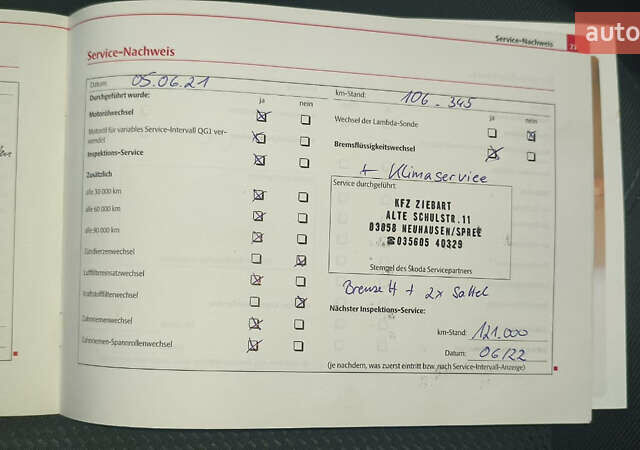 Service-Nachweis
auto
Service-Nachweis
Datum: 05.06.21
Durchgeführt wurde:
ja nein
Motorölwechsel
Motoröl für variables Service-Intervall QG1 ver-
wendet
Inspektions-Service
Zusätzlich
alle 30 000 km
alle 60 000 km
alle 90 000 km
Zündkerzenwechsel
Luftfiltereinsatzwechsel
Kraftstofffilterwechsel
Zahnriemenwechsel
Zahnriemen-Spannrollenwechsel
km-Stand: 106.345
ja nein
Wechsel der Lambda-Sonde
Bremsflüssigkeitswechsel
+ Klimaservice
Service durchgeführt
KFZ ZIEBART
ALTE SCHULSTR.11
03058 NEUHAUSEN/SPREE
☎035605 40329
Stempel des Škoda Servicepartners
+ 2x Sattel
Nächster Inspektions-Service:
km-Stand: 121.000
Datum: 06/22
(je nachdem, was zuerst eintritt bzw. nach Service-Intervall-Anzeige)